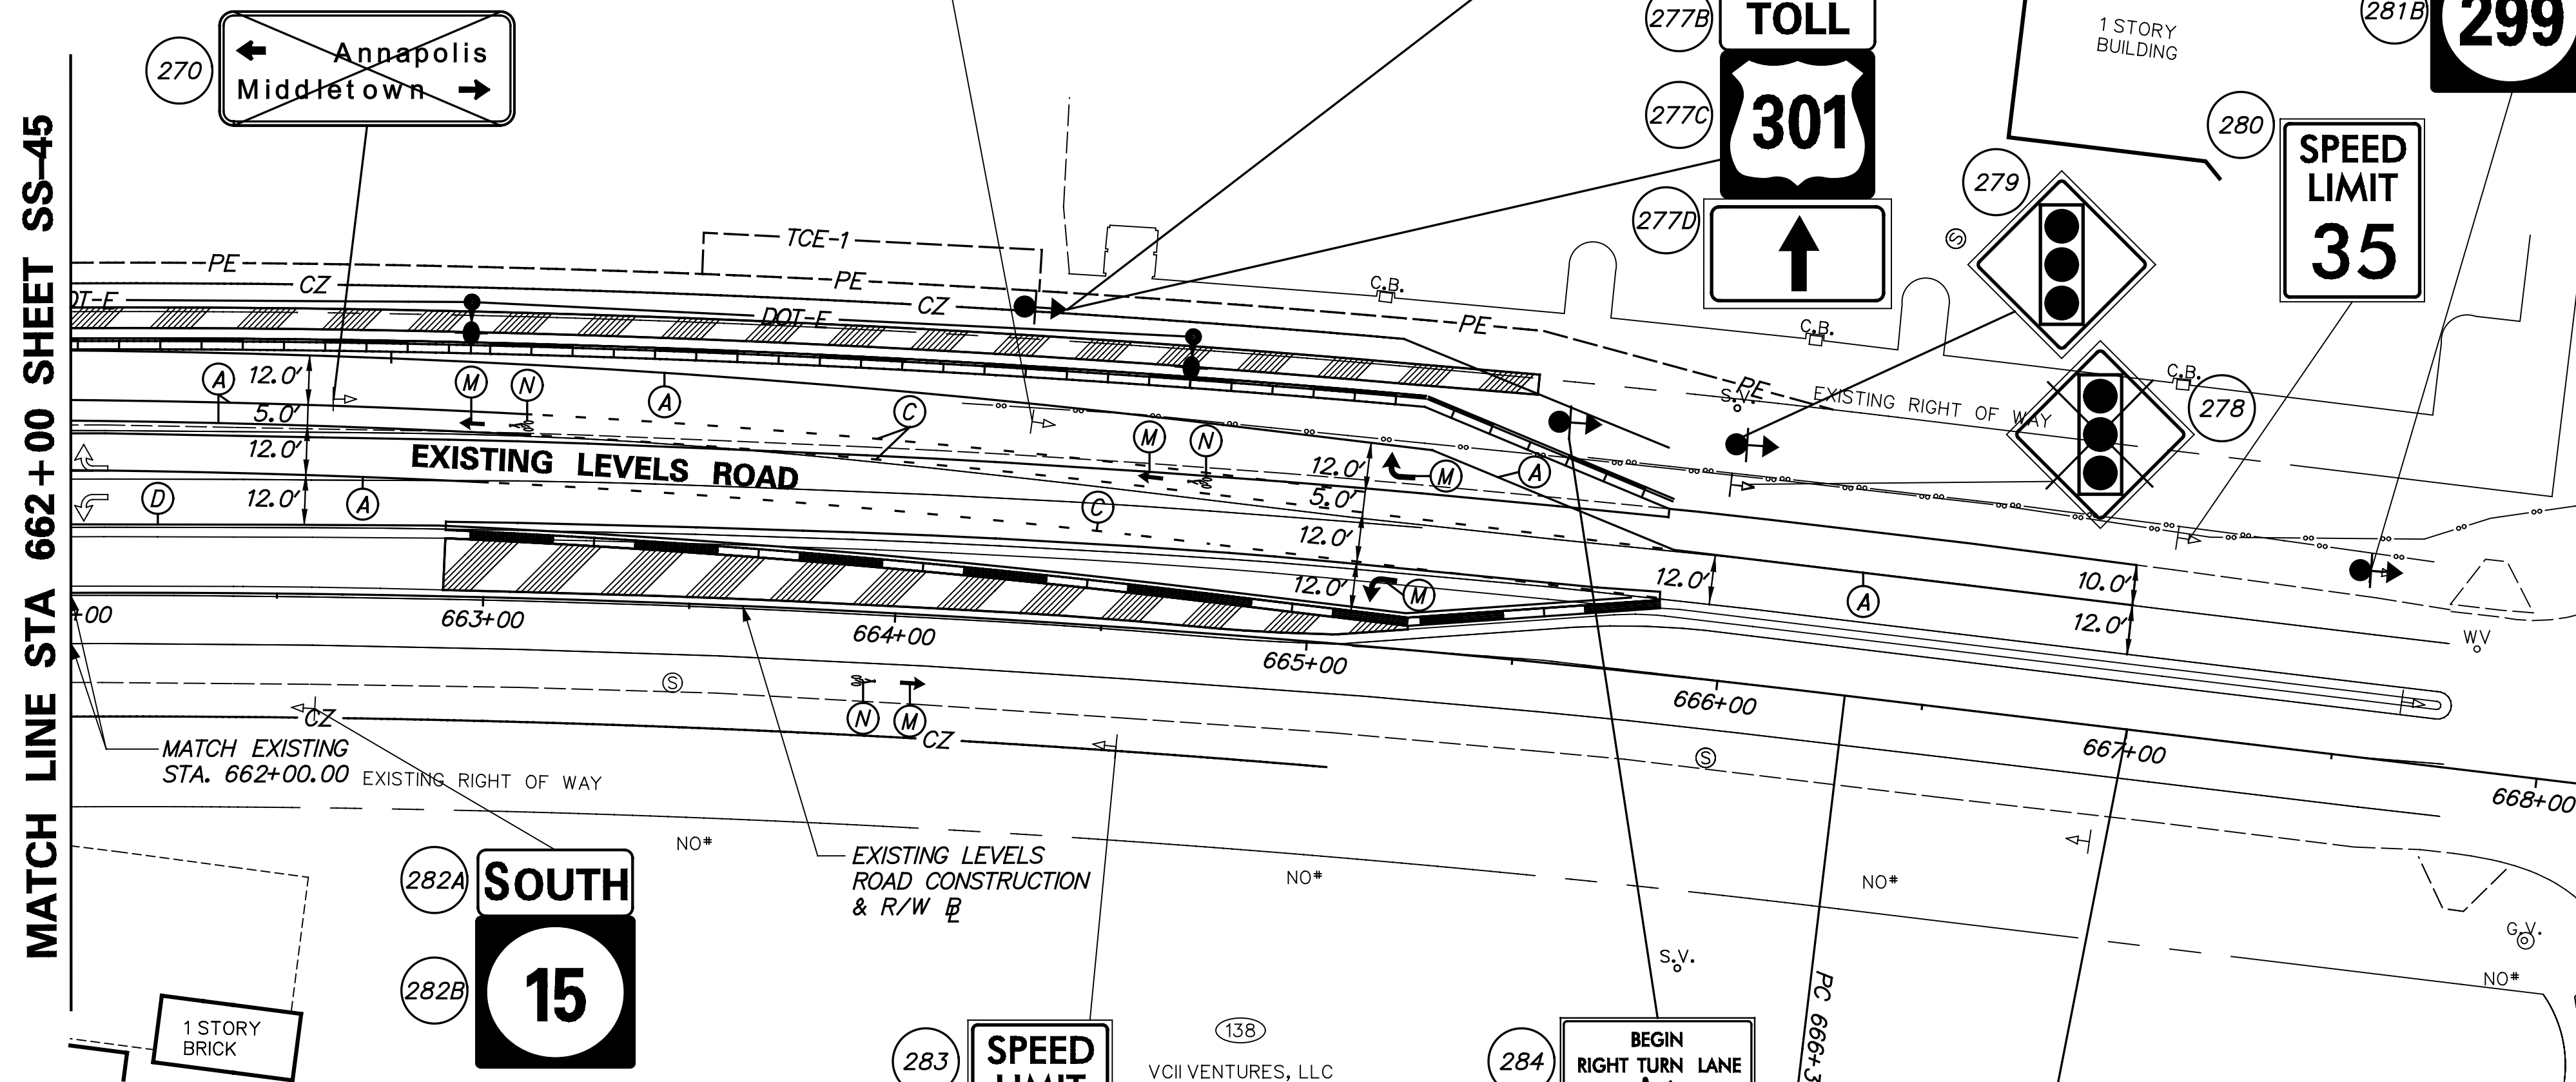 MATCH LINE STA 662+00 SHEET SS-45
270
Annapolis
Middletown
277B
TOLL
277C
301
277D
1 STORY
BUILDING
281B
299
280
SPEED
LIMIT
35
279
278
TCE-1
PE
PE
PE
PE
CZ
CZ
DOT-E
C.B.
C.B.
C.B.
S.V.
S
EXISTING RIGHT OF WAY
A
12.0'
5.0'
12.0'
12.0'
M
N
A
C
M
N
D
A
EXISTING LEVELS ROAD
C
12.0'
5.0'
12.0'
12.0'
M
A
M
12.0'
A
10.0'
12.0'
WV
+00
663+00
664+00
665+00
666+00
667+00
668+00
S
N
M
CZ
CZ
S
MATCH EXISTING
STA. 662+00.00
EXISTING RIGHT OF WAY
NO#
EXISTING LEVELS
ROAD CONSTRUCTION
& R/W BL
NO#
NO#
NO#
G.V.
S.V.
282A
SOUTH
282B
15
1 STORY
BRICK
283
SPEED
LIMIT
138
VCII VENTURES, LLC
284
BEGIN
RIGHT TURN LANE
PC 666+3